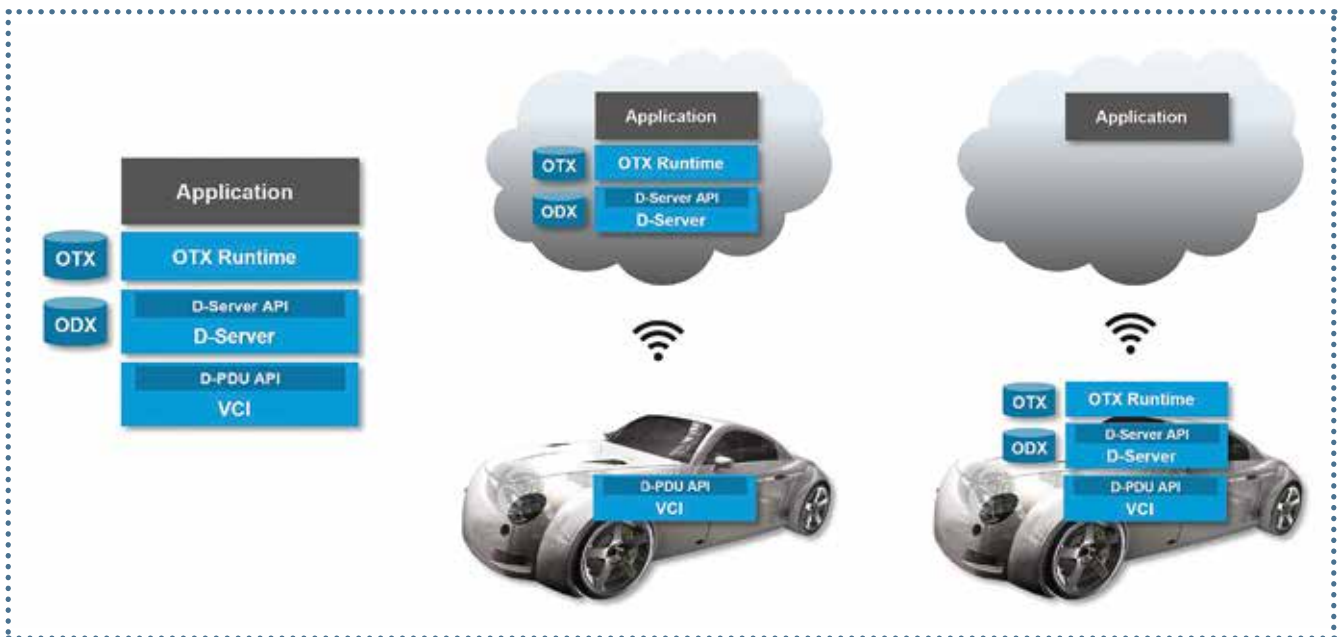 Application
OTX
OTX Runtime
ODX
D-Server API
D-Server
D-PDU API
VCI
Application
OTX
OTX Runtime
ODX
D-Server API
D-Server
D-PDU API
VCI
Application
OTX
OTX Runtime
ODX
D-Server API
D-Server
D-PDU API
VCI